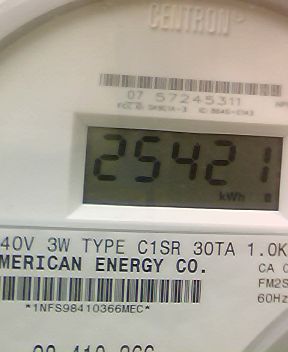 CENTRON
07 57245311
25421
kWh
40V 3W TYPE C1SR 30TA 1.0K
MERICAN ENERGY CO. CA
FM2S
60Hz
*1NFS98410366MEC*